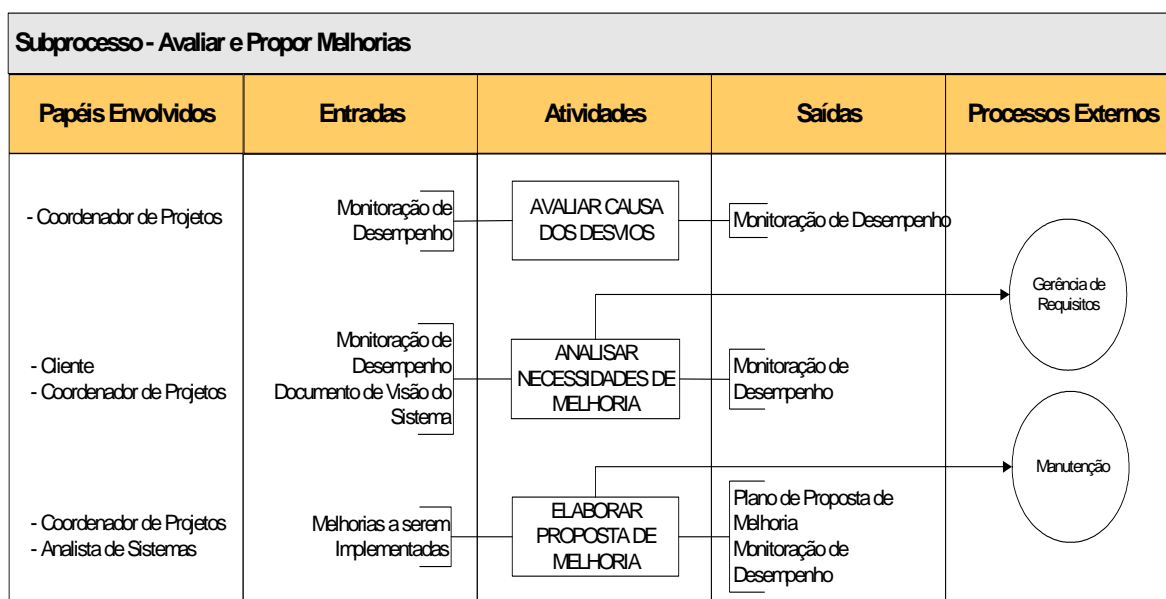 Subprocesso - Avaliar e Propor Melhorias
Papéis Envolvidos
Entradas
Atividades
Saídas
Processos Externos
- Coordenador de Projetos
Monitoração de
Desempenho
AVALIAR CAUSA
DOS DESVIOS
Monitoração de Desempenho
Gerência de
Requisitos
- Cliente
- Coordenador de Projetos
Monitoração de
Desempenho
Documento de Visão do
Sistema
ANALISAR
NECESSIDADES DE
MELHORIA
Monitoração de
Desempenho
Manutenção
- Coordenador de Projetos
- Analista de Sistemas
Melhorias a serem
Implementadas
ELABORAR
PROPOSTA DE
MELHORIA
Plano de Proposta de
Melhoria
Monitoração de
Desempenho